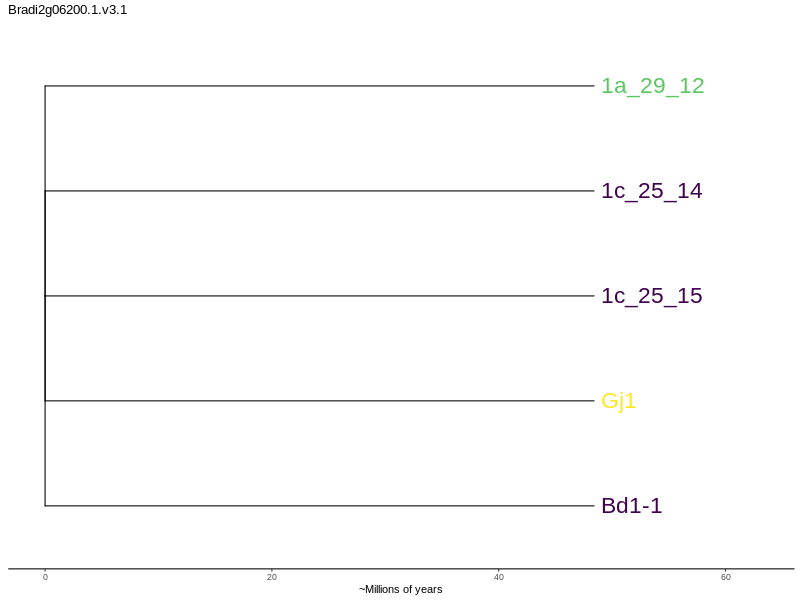 Bradi2g06200.1.v3.1
1a_29_12
1c_25_14
1c_25_15
Gj1
Bd1-1
0 20 40 60
~Millions of years